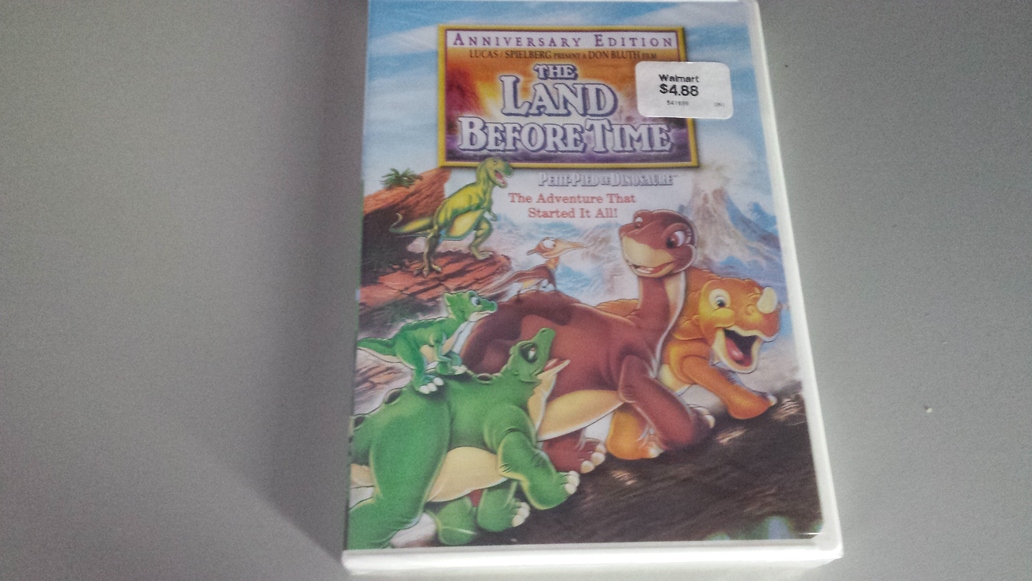 ANNIVERSARY EDITION
LUCAS / SPIELBERG PRESENT A DON BLUTH FILM
THE
LAND
BEFORE TIME
Walmart
$4.88
PETIT-PIED LE DINOSAURE™
The Adventure That
Started It All!